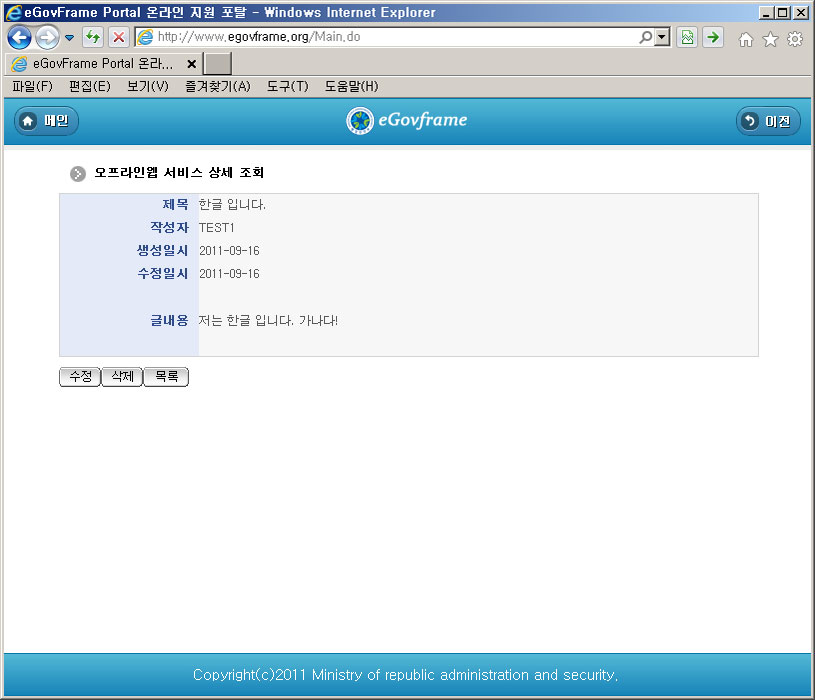 eGovFrame Portal 온라인 지원 포탈 - Windows Internet Explorer
http://www.egovframe.org/Main.do
eGovFrame Portal 온라...
파일(F) 편집(E) 보기(V) 즐겨찾기(A) 도구(T) 도움말(H)
메인 eGovframe 이전
오프라인웹 서비스 상세 조회
제목 한글 입니다.
작성자 TEST1
생성일시 2011-09-16
수정일시 2011-09-16
글내용 저는 한글 입니다. 가나다!
수정 삭제 목록
Copyright(c)2011 Ministry of republic administration and security.